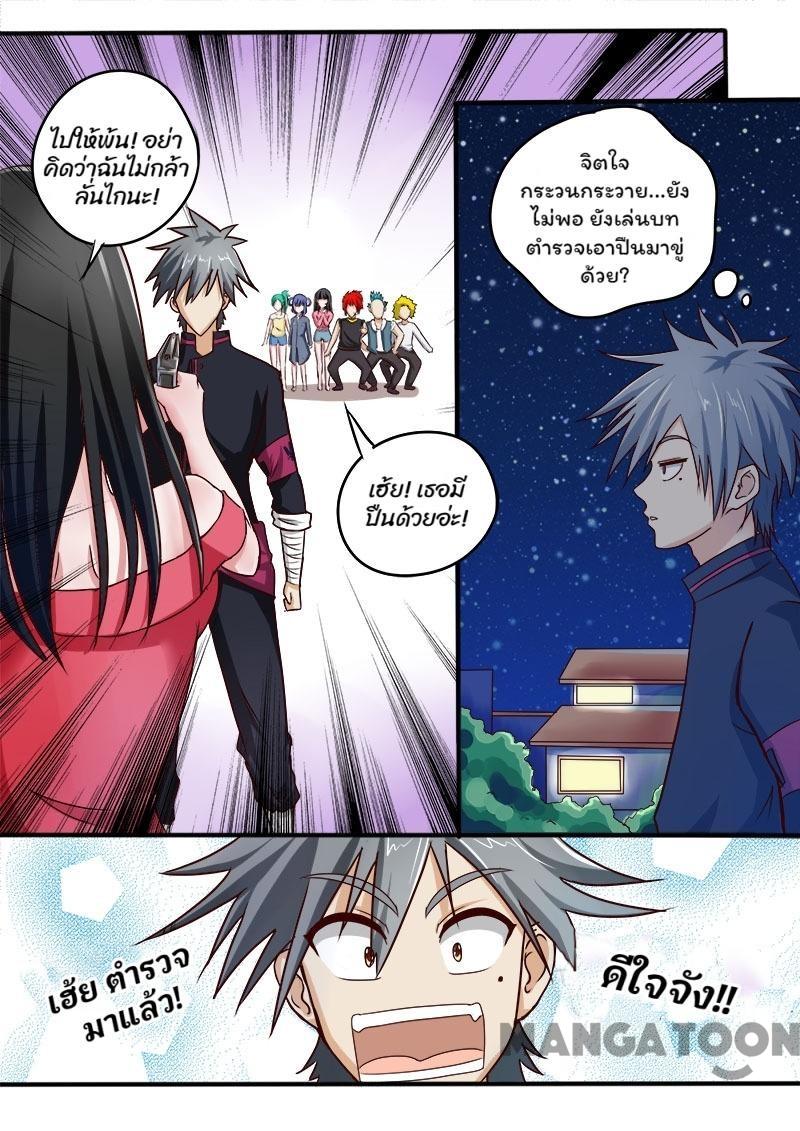 ไปให้พ้น! อย่า
คิดว่าฉันไม่กล้า
ลั่นไกนะ!
จิตใจ
กระวนกระวาย...ยัง
ไม่พอ ยังเล่นบท
ตำรวจเอาปืนมาขู่
ด้วย?
เฮ้ย! เธอมี
ปืนด้วยอ่ะ!
เฮ้ย ตำรวจ
มาแล้ว!
ดีใจจัง!!
MANGATOON